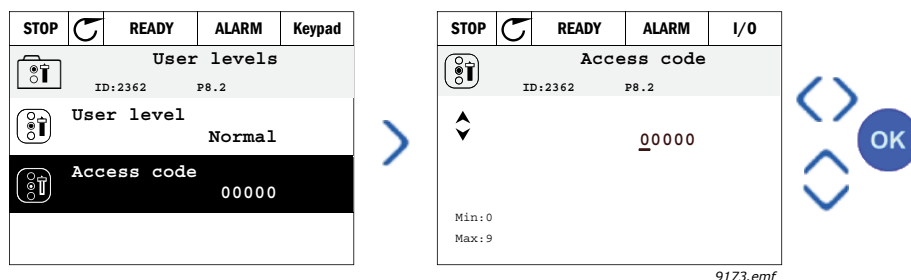 STOP READY ALARM Keypad
User levels
ID:2362 P8.2
User level
Normal
Access code
00000
STOP READY ALARM I/O
Access code
ID:2362 P8.2
00000
Min:0
Max:9
OK
9173.emf